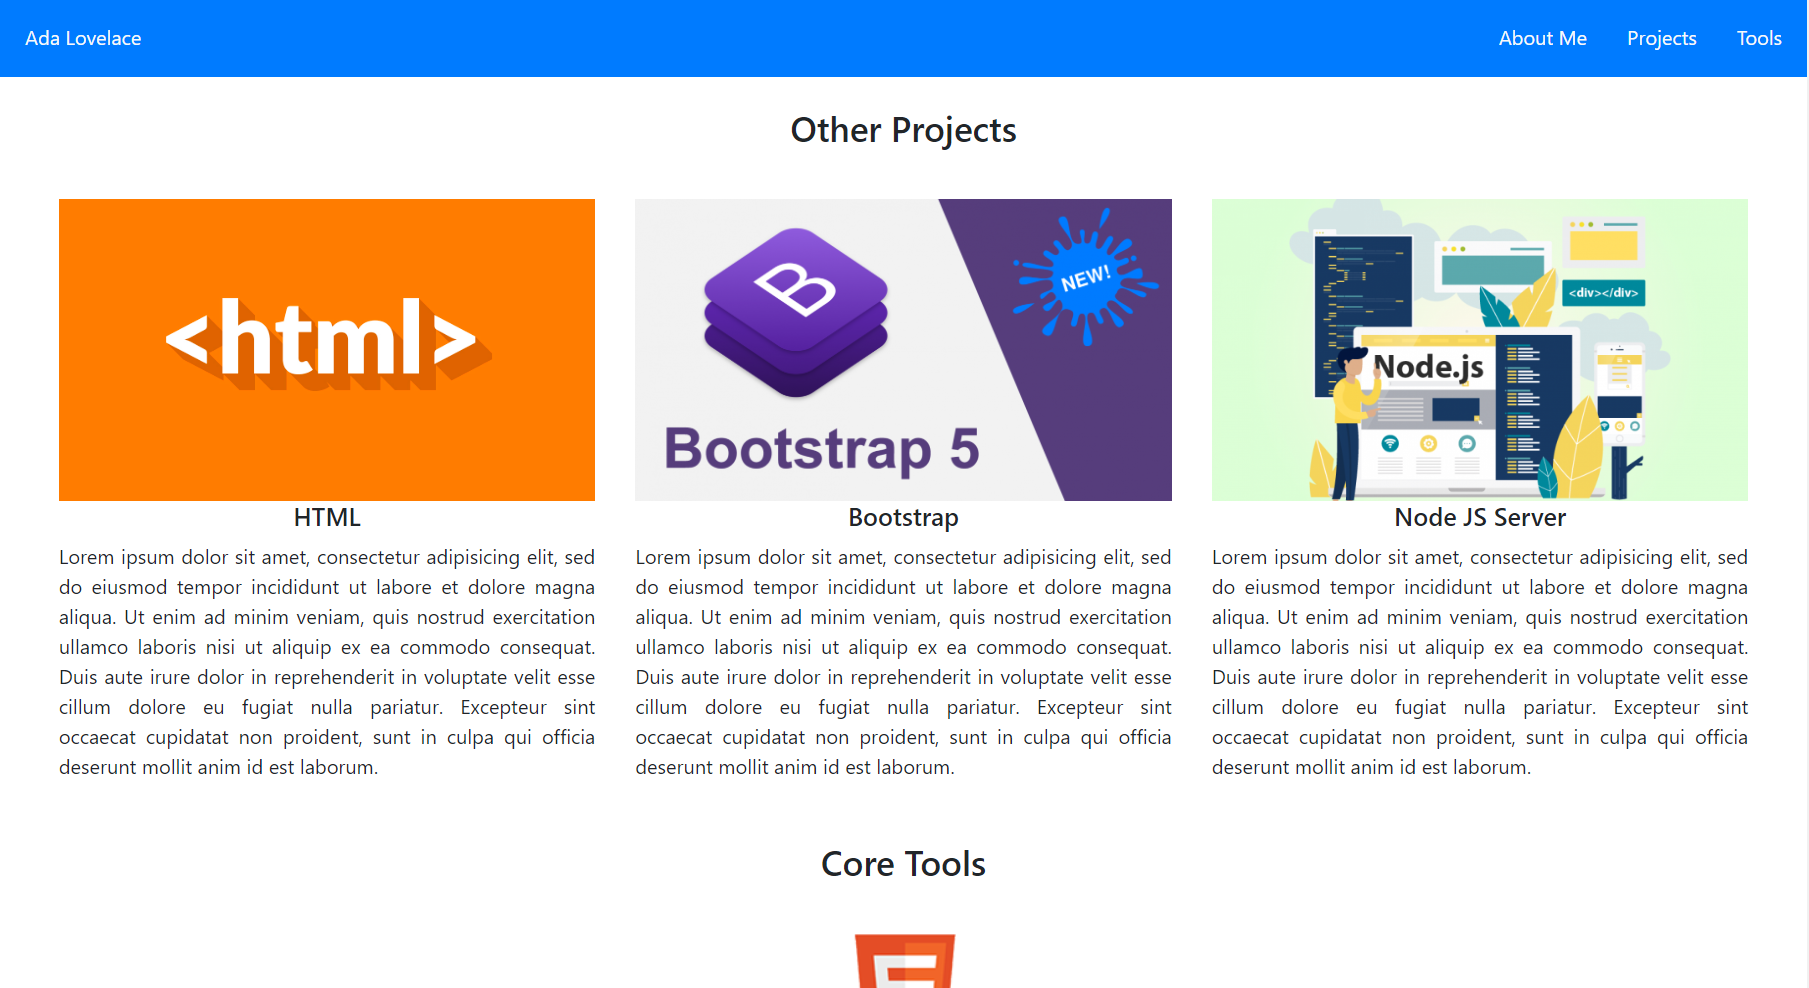 Ada Lovelace
About Me
Projects
Tools
Other Projects
<html>
B
Bootstrap 5
NEW!
<div></div>
Node.js
HTML
Lorem ipsum dolor sit amet, consectetur adipisicing elit, sed
do eiusmod tempor incididunt ut labore et dolore magna
aliqua. Ut enim ad minim veniam, quis nostrud exercitation
ullamco laboris nisi ut aliquip ex ea commodo consequat.
Duis aute irure dolor in reprehenderit in voluptate velit esse
cillum dolore eu fugiat nulla pariatur. Excepteur sint
occaecat cupidatat non proident, sunt in culpa qui officia
deserunt mollit anim id est laborum.
Bootstrap
Lorem ipsum dolor sit amet, consectetur adipisicing elit, sed
do eiusmod tempor incididunt ut labore et dolore magna
aliqua. Ut enim ad minim veniam, quis nostrud exercitation
ullamco laboris nisi ut aliquip ex ea commodo consequat.
Duis aute irure dolor in reprehenderit in voluptate velit esse
cillum dolore eu fugiat nulla pariatur. Excepteur sint
occaecat cupidatat non proident, sunt in culpa qui officia
deserunt mollit anim id est laborum.
Node JS Server
Lorem ipsum dolor sit amet, consectetur adipisicing elit, sed
do eiusmod tempor incididunt ut labore et dolore magna
aliqua. Ut enim ad minim veniam, quis nostrud exercitation
ullamco laboris nisi ut aliquip ex ea commodo consequat.
Duis aute irure dolor in reprehenderit in voluptate velit esse
cillum dolore eu fugiat nulla pariatur. Excepteur sint
occaecat cupidatat non proident, sunt in culpa qui officia
deserunt mollit anim id est laborum.
Core Tools